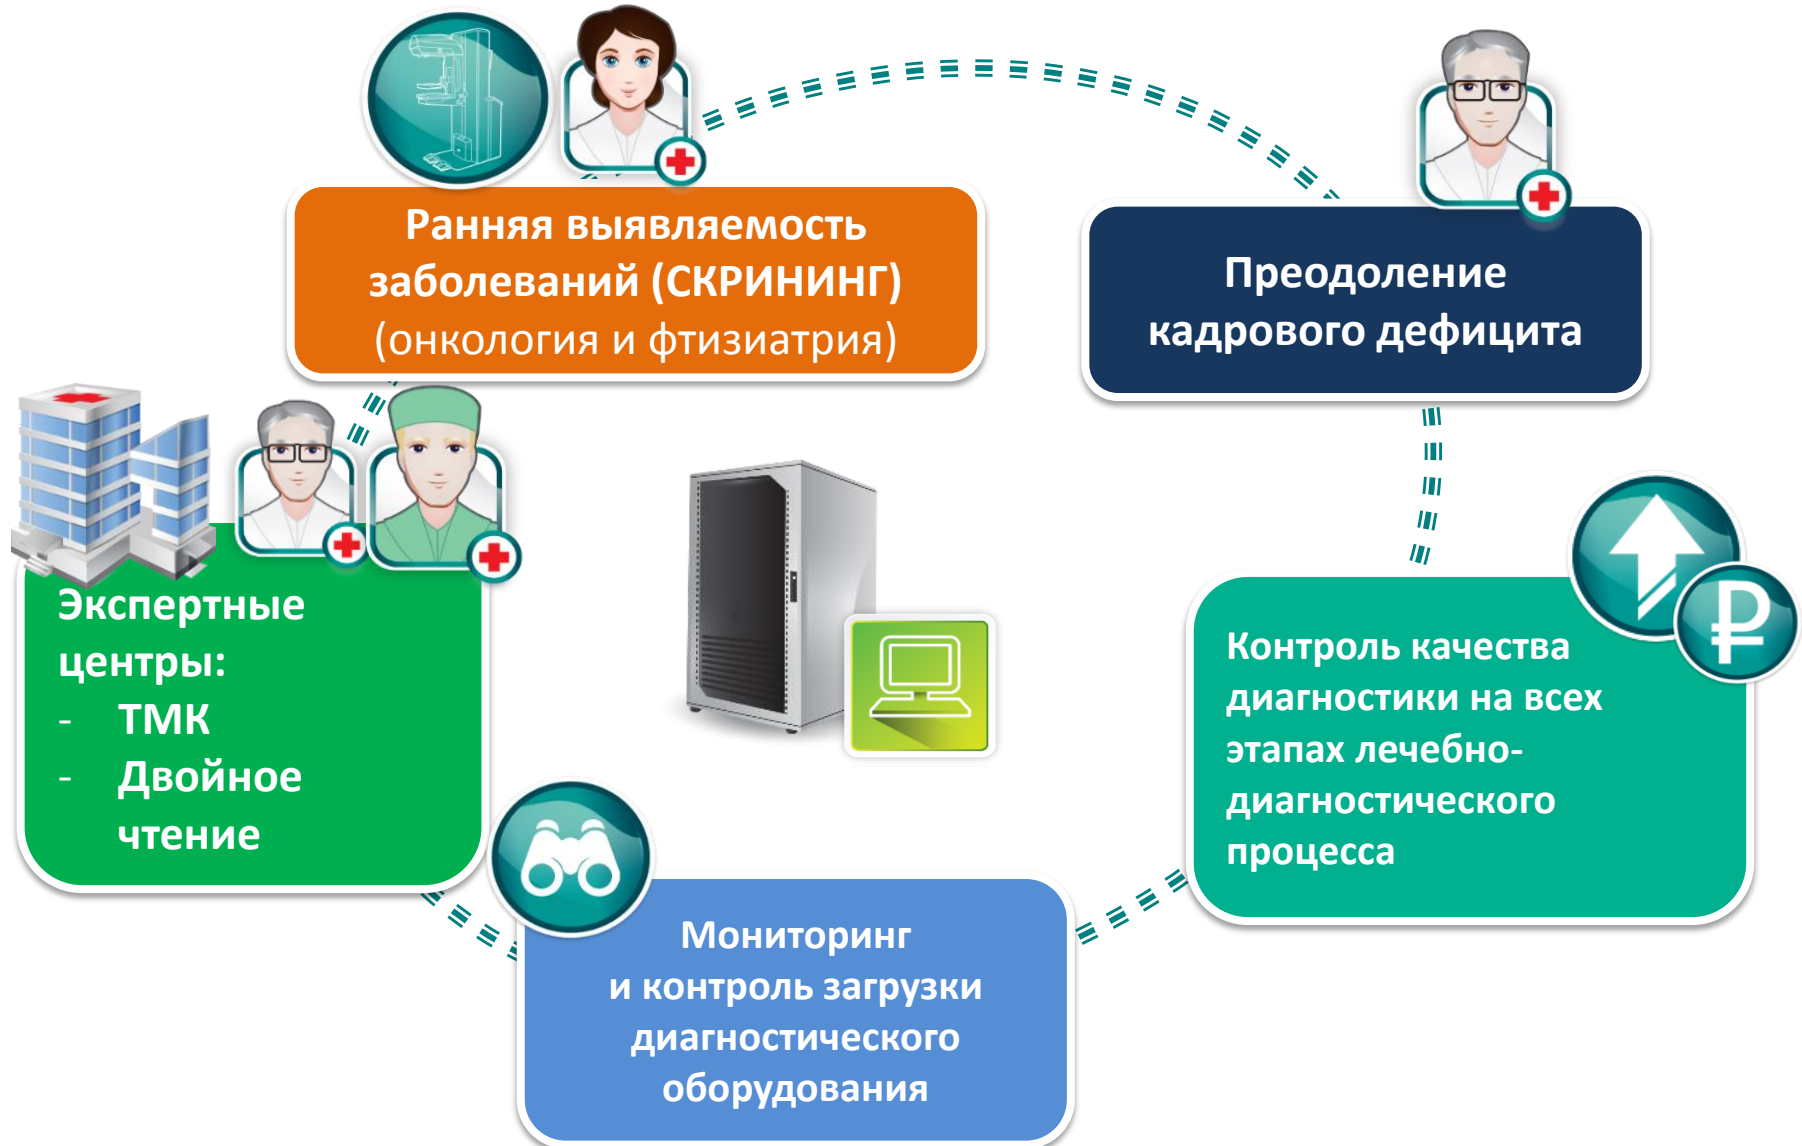 Ранняя выявляемость
заболеваний (СКРИНИНГ)
(онкология и фтизиатрия)
Преодоление
кадрового дефицита
Экспертные
центры:
- ТМК
- Двойное
чтение
Контроль качества
диагностики на всех
этапах лечебно-
диагностического
процесса
Мониторинг
и контроль загрузки
диагностического
оборудования